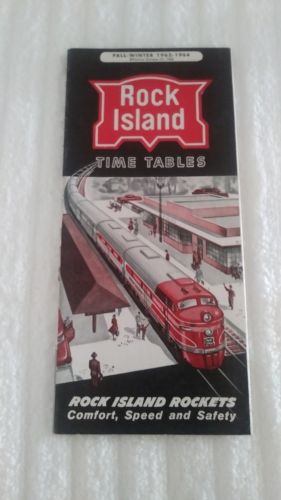 FALL-WINTER 1963-1964
Rock
Island
TIME TABLES
ROCK ISLAND ROCKETS
Comfort, Speed and Safety